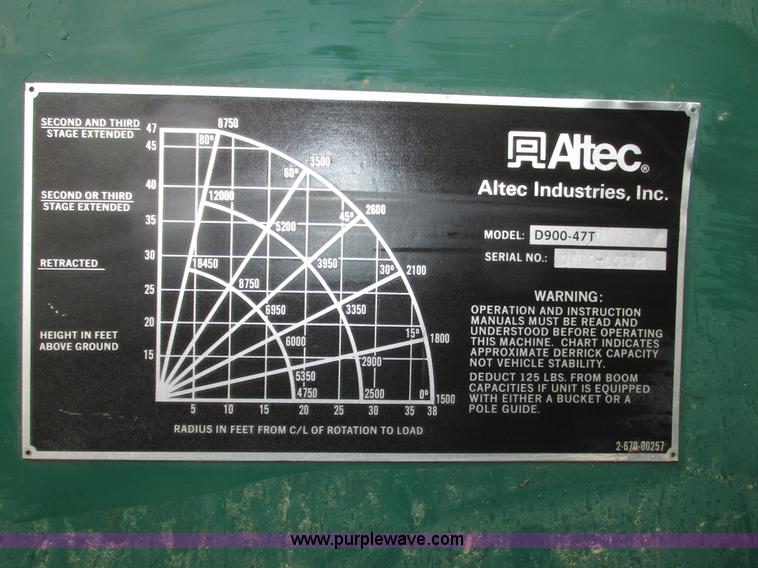 SECOND AND THIRD
STAGE EXTENDED
SECOND OR THIRD
STAGE EXTENDED
RETRACTED
HEIGHT IN FEET
ABOVE GROUND
47
45
40
35
30
25
20
15
8750
80°
3500
60°
12000
2600
45°
5200
18450
3950
30° 2100
8750
6950
3350
15° 1800
6000
2900
5350
4750
2500
0° 1500
5 10 15 20 25 30 35 38
RADIUS IN FEET FROM C/L OF ROTATION TO LOAD
Altec®
Altec Industries, Inc.
MODEL: D900-47T
SERIAL NO.:
WARNING:
OPERATION AND INSTRUCTION
MANUALS MUST BE READ AND
UNDERSTOOD BEFORE OPERATING
THIS MACHINE. CHART INDICATES
APPROXIMATE DERRICK CAPACITY
NOT VEHICLE STABILITY.
DEDUCT 125 LBS. FROM BOOM
CAPACITIES IF UNIT IS EQUIPPED
WITH EITHER A BUCKET OR A
POLE GUIDE.
2-670-00257
www.purplewave.com